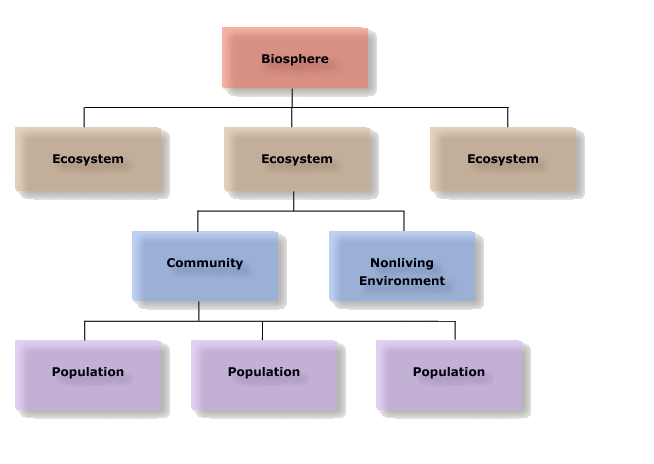 Biosphere
Ecosystem
Ecosystem
Ecosystem
Community
Nonliving
Environment
Population
Population
Population